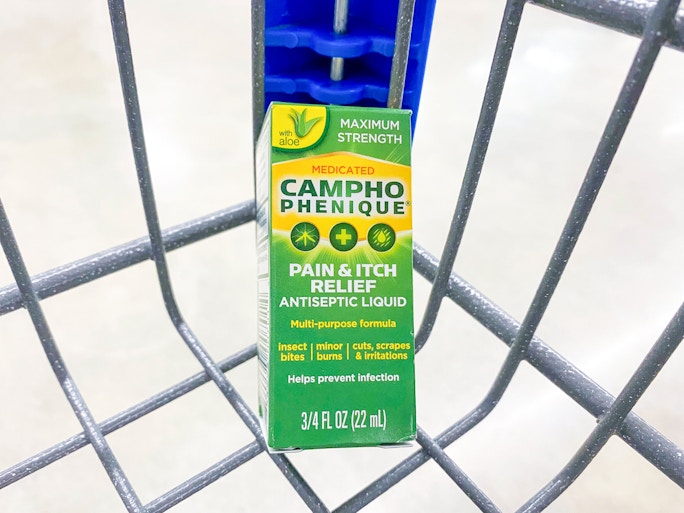 with
aloe
MAXIMUM
STRENGTH
MEDICATED
CAMPHO
PHENIQUE®
PAIN & ITCH
RELIEF
ANTISEPTIC LIQUID
Multi-purpose formula
insect bites | minor burns | cuts, scrapes & irritations
Helps prevent infection
3/4 FL OZ (22 mL)